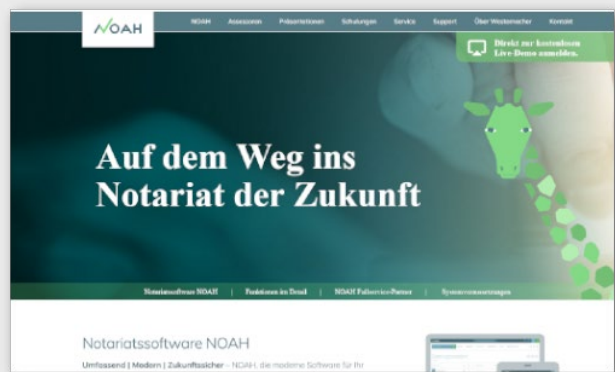 NOAH
NOAH Assessoren Präsentationen Schulungen Service Support Über Westernacher Kontakt
Direkt zur kostenlosen
Live-Demo anmelden.
Auf dem Weg ins
Notariat der Zukunft
Notariatssoftware NOAH | Funktionen im Detail | NOAH Fullservice-Partner | Systemvoraussetzungen
Notariatssoftware NOAH
Umfassend | Modern | Zukunftssicher – NOAH, die moderne Software für Ihr